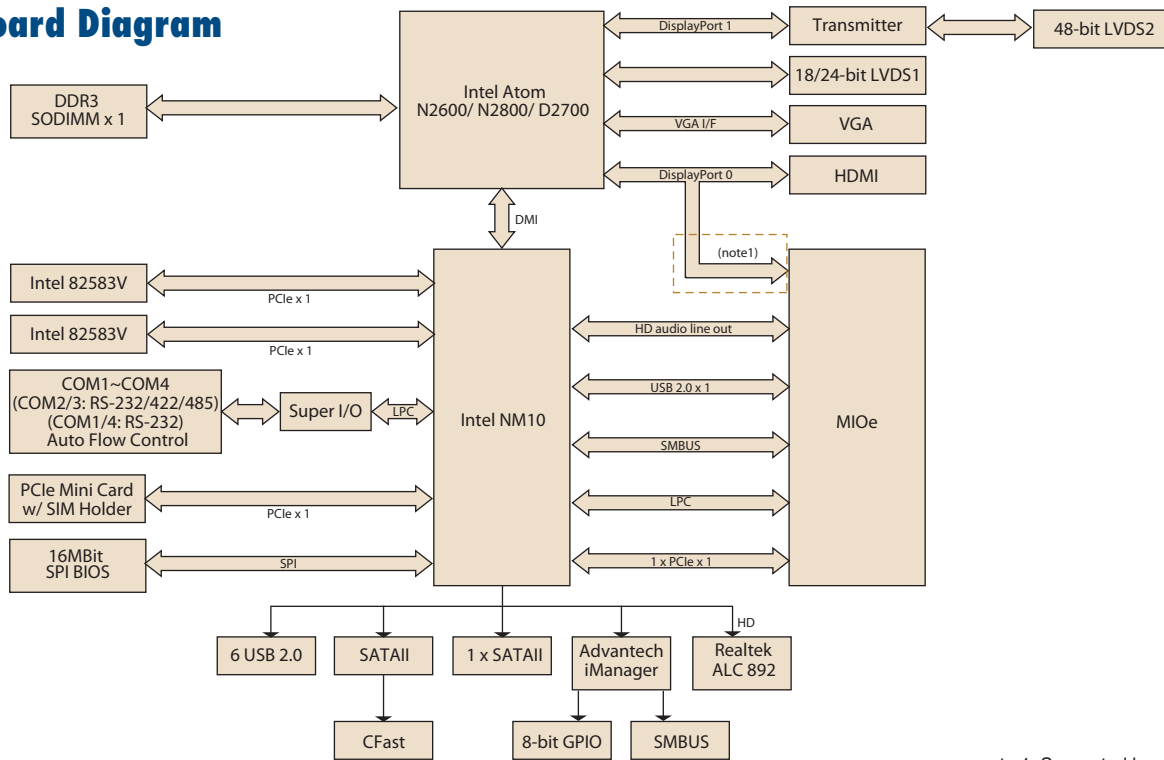 oard Diagram
DisplayPort 1
Transmitter
48-bit LVDS2
Intel Atom
N2600/ N2800/ D2700
18/24-bit LVDS1
DDR3
SODIMM x 1
VGA I/F
VGA
DisplayPort 0
HDMI
DMI
(note1)
Intel 82583V
PCIe x 1
Intel 82583V
PCIe x 1
HD audio line out
COM1~COM4
(COM2/3: RS-232/422/485)
(COM1/4: RS-232)
Auto Flow Control
Super I/O
LPC
Intel NM10
USB 2.0 x 1
MIOe
SMBUS
PCIe Mini Card
w/ SIM Holder
PCIe x 1
LPC
16MBit
SPI BIOS
SPI
1 x PCIe x 1
HD
6 USB 2.0
SATAII
1 x SATAII
Advantech
iManager
Realtek
ALC 892
CFast
8-bit GPIO
SMBUS